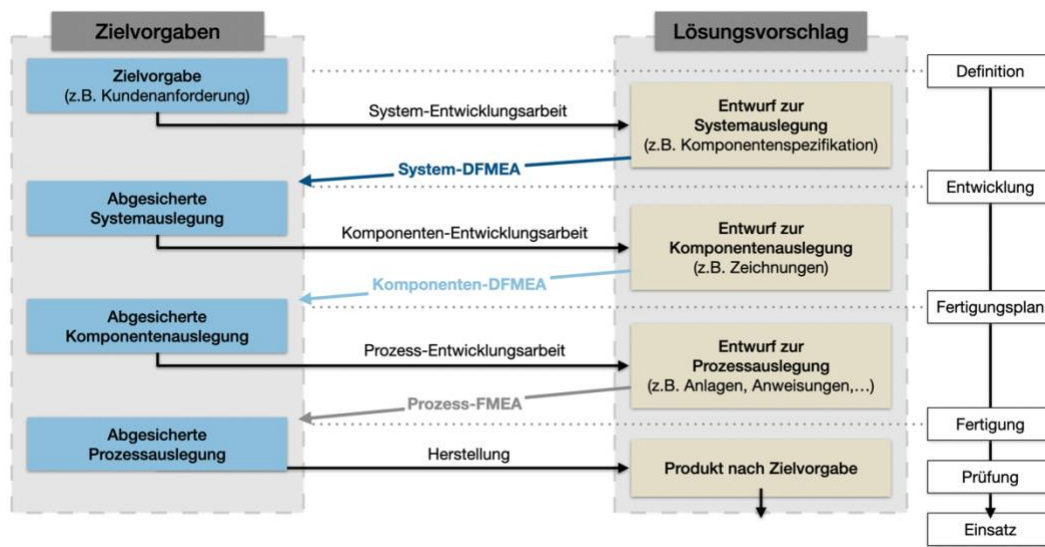 Zielvorgaben
Lösungsvorschlag
Zielvorgabe
(z.B. Kundenanforderung)
Definition
System-Entwicklungsarbeit
Entwurf zur
Systemauslegung
(z.B. Komponentenspezifikation)
System-DFMEA
Abgesicherte
Systemauslegung
Entwicklung
Komponenten-Entwicklungsarbeit
Entwurf zur
Komponentenauslegung
(z.B. Zeichnungen)
Komponenten-DFMEA
Abgesicherte
Komponentenauslegung
Fertigungsplan
Prozess-Entwicklungsarbeit
Entwurf zur
Prozessauslegung
(z.B. Anlagen, Anweisungen,...)
Prozess-FMEA
Abgesicherte
Prozessauslegung
Fertigung
Herstellung
Produkt nach Zielvorgabe
Prüfung
Einsatz